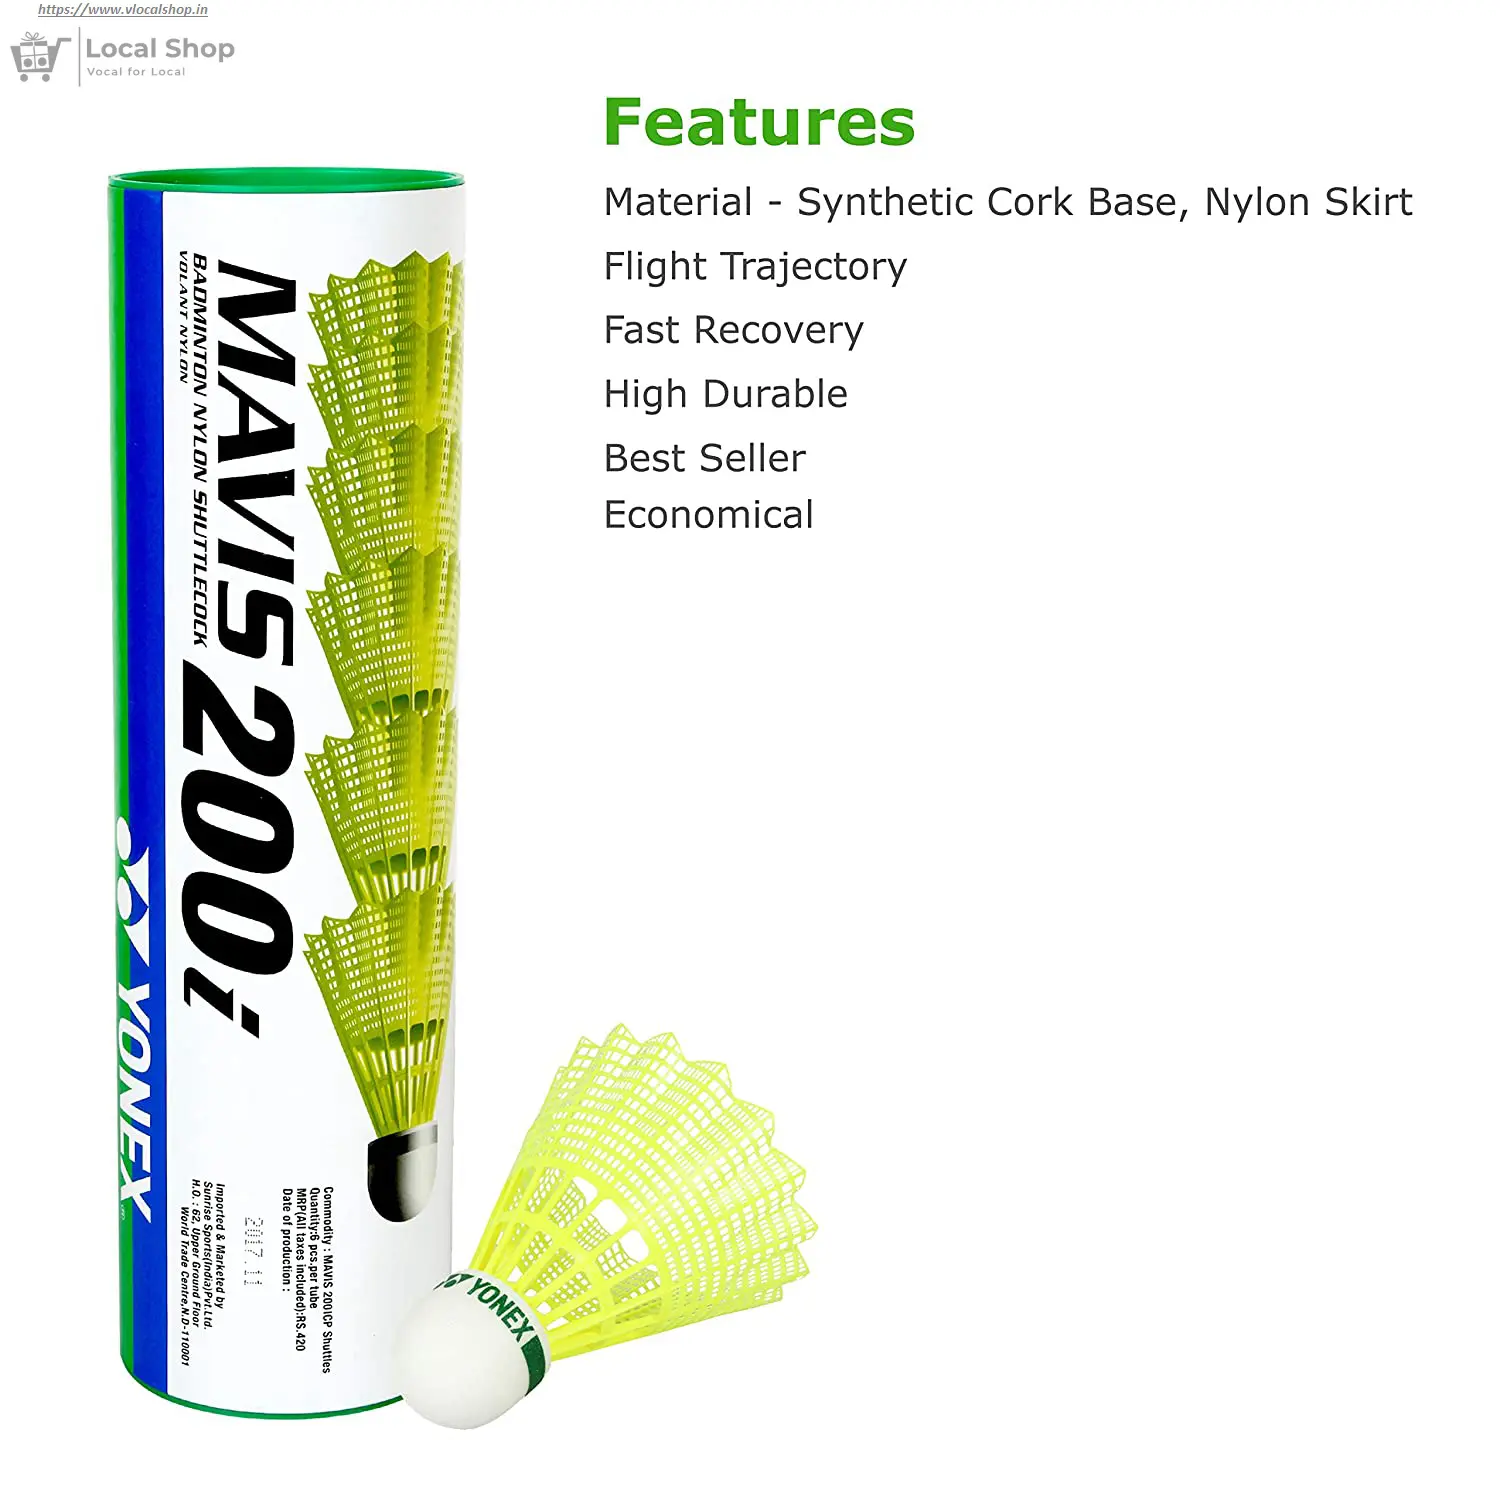 https://www.vlocalshop.in
Local Shop
Vocal for Local
Features
Material - Synthetic Cork Base, Nylon Skirt
Flight Trajectory
Fast Recovery
High Durable
Best Seller
Economical
MAVIS 200i
BADMINTON NYLON SHUTTLECOCK
VOLANT NYLON
YONEX
Commodity : MAVIS 200ICP Shuttles
Quantity:6 pcs.per tube
MRP(All taxes included):RS.420
Date of production :
2017.11
Imported & Marketed by
Sunrise Sports(India)Pvt.Ltd.
H.O. : 62, Upper Ground Floor
World Trade Centre,N.D-110001
YONEX